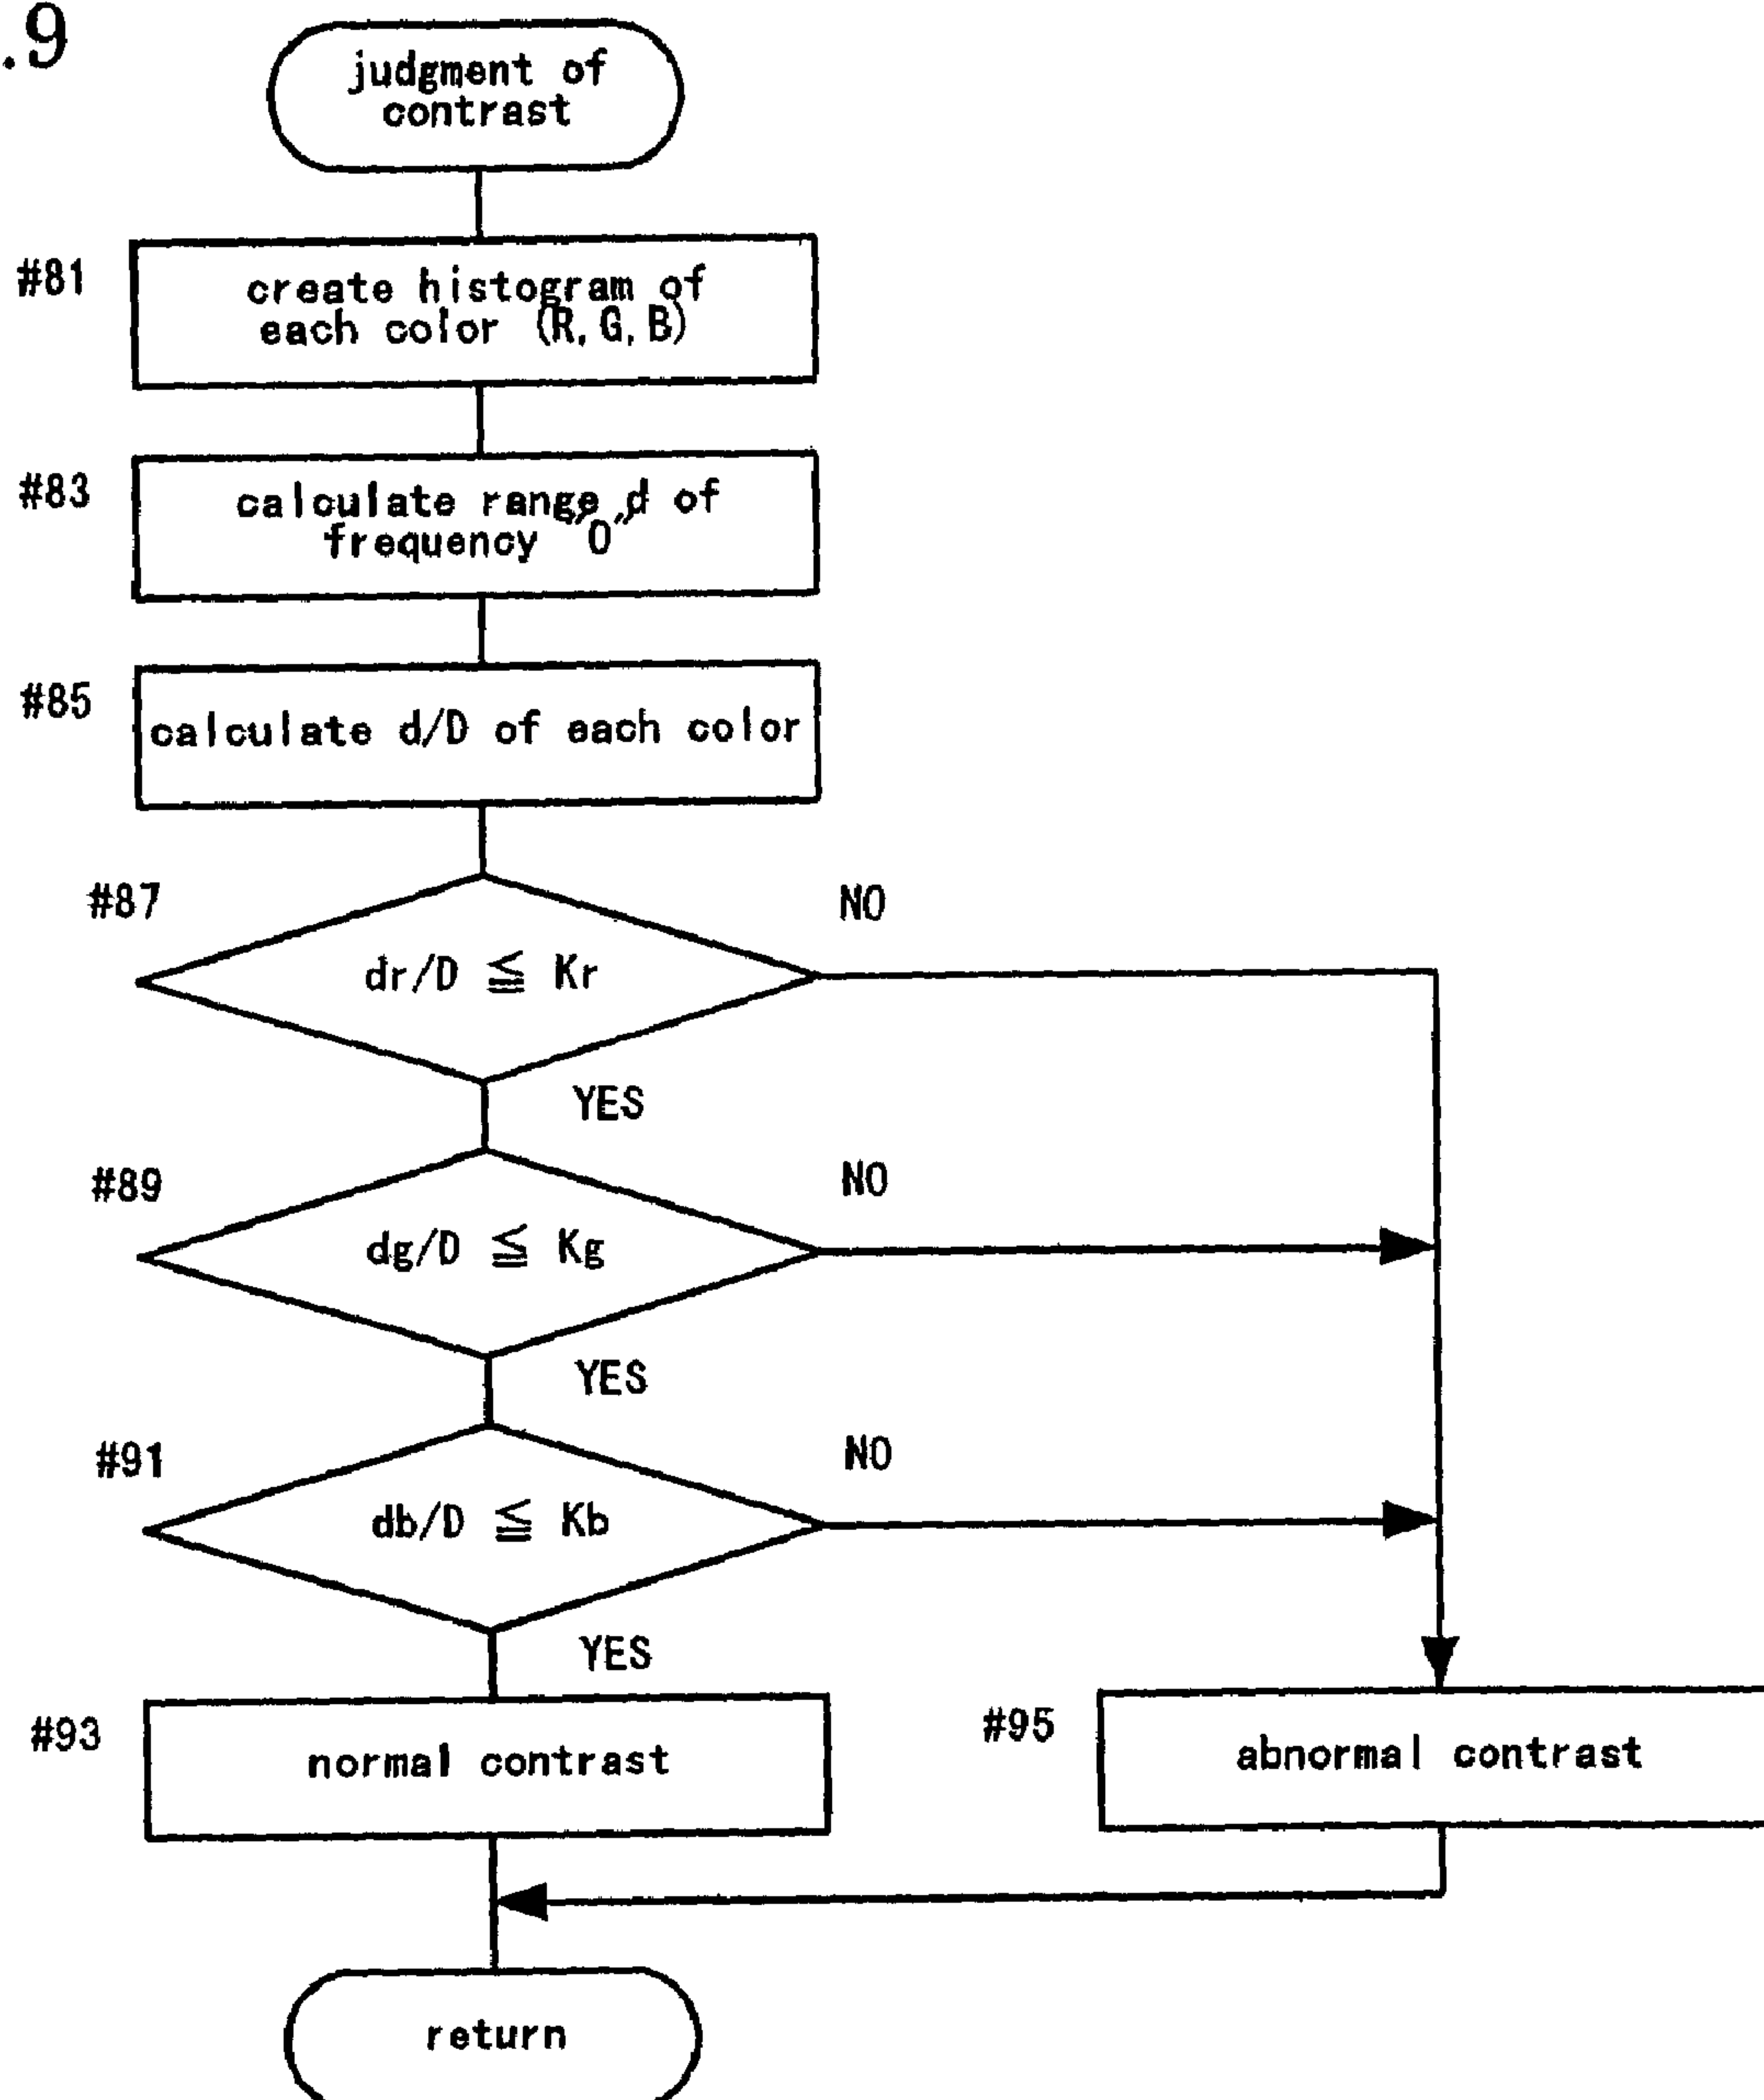 .9
judgment of
contrast
#81
create histogram of
each color (R, G, B)
#83
calculate range d of
frequency "0"
#85
calculate d/D of each color
#87
dr/D ≦ Kr
NO
YES
#89
dg/D ≦ Kg
NO
YES
#91
db/D ≦ Kb
NO
YES
#93
normal contrast
#95
abnormal contrast
return